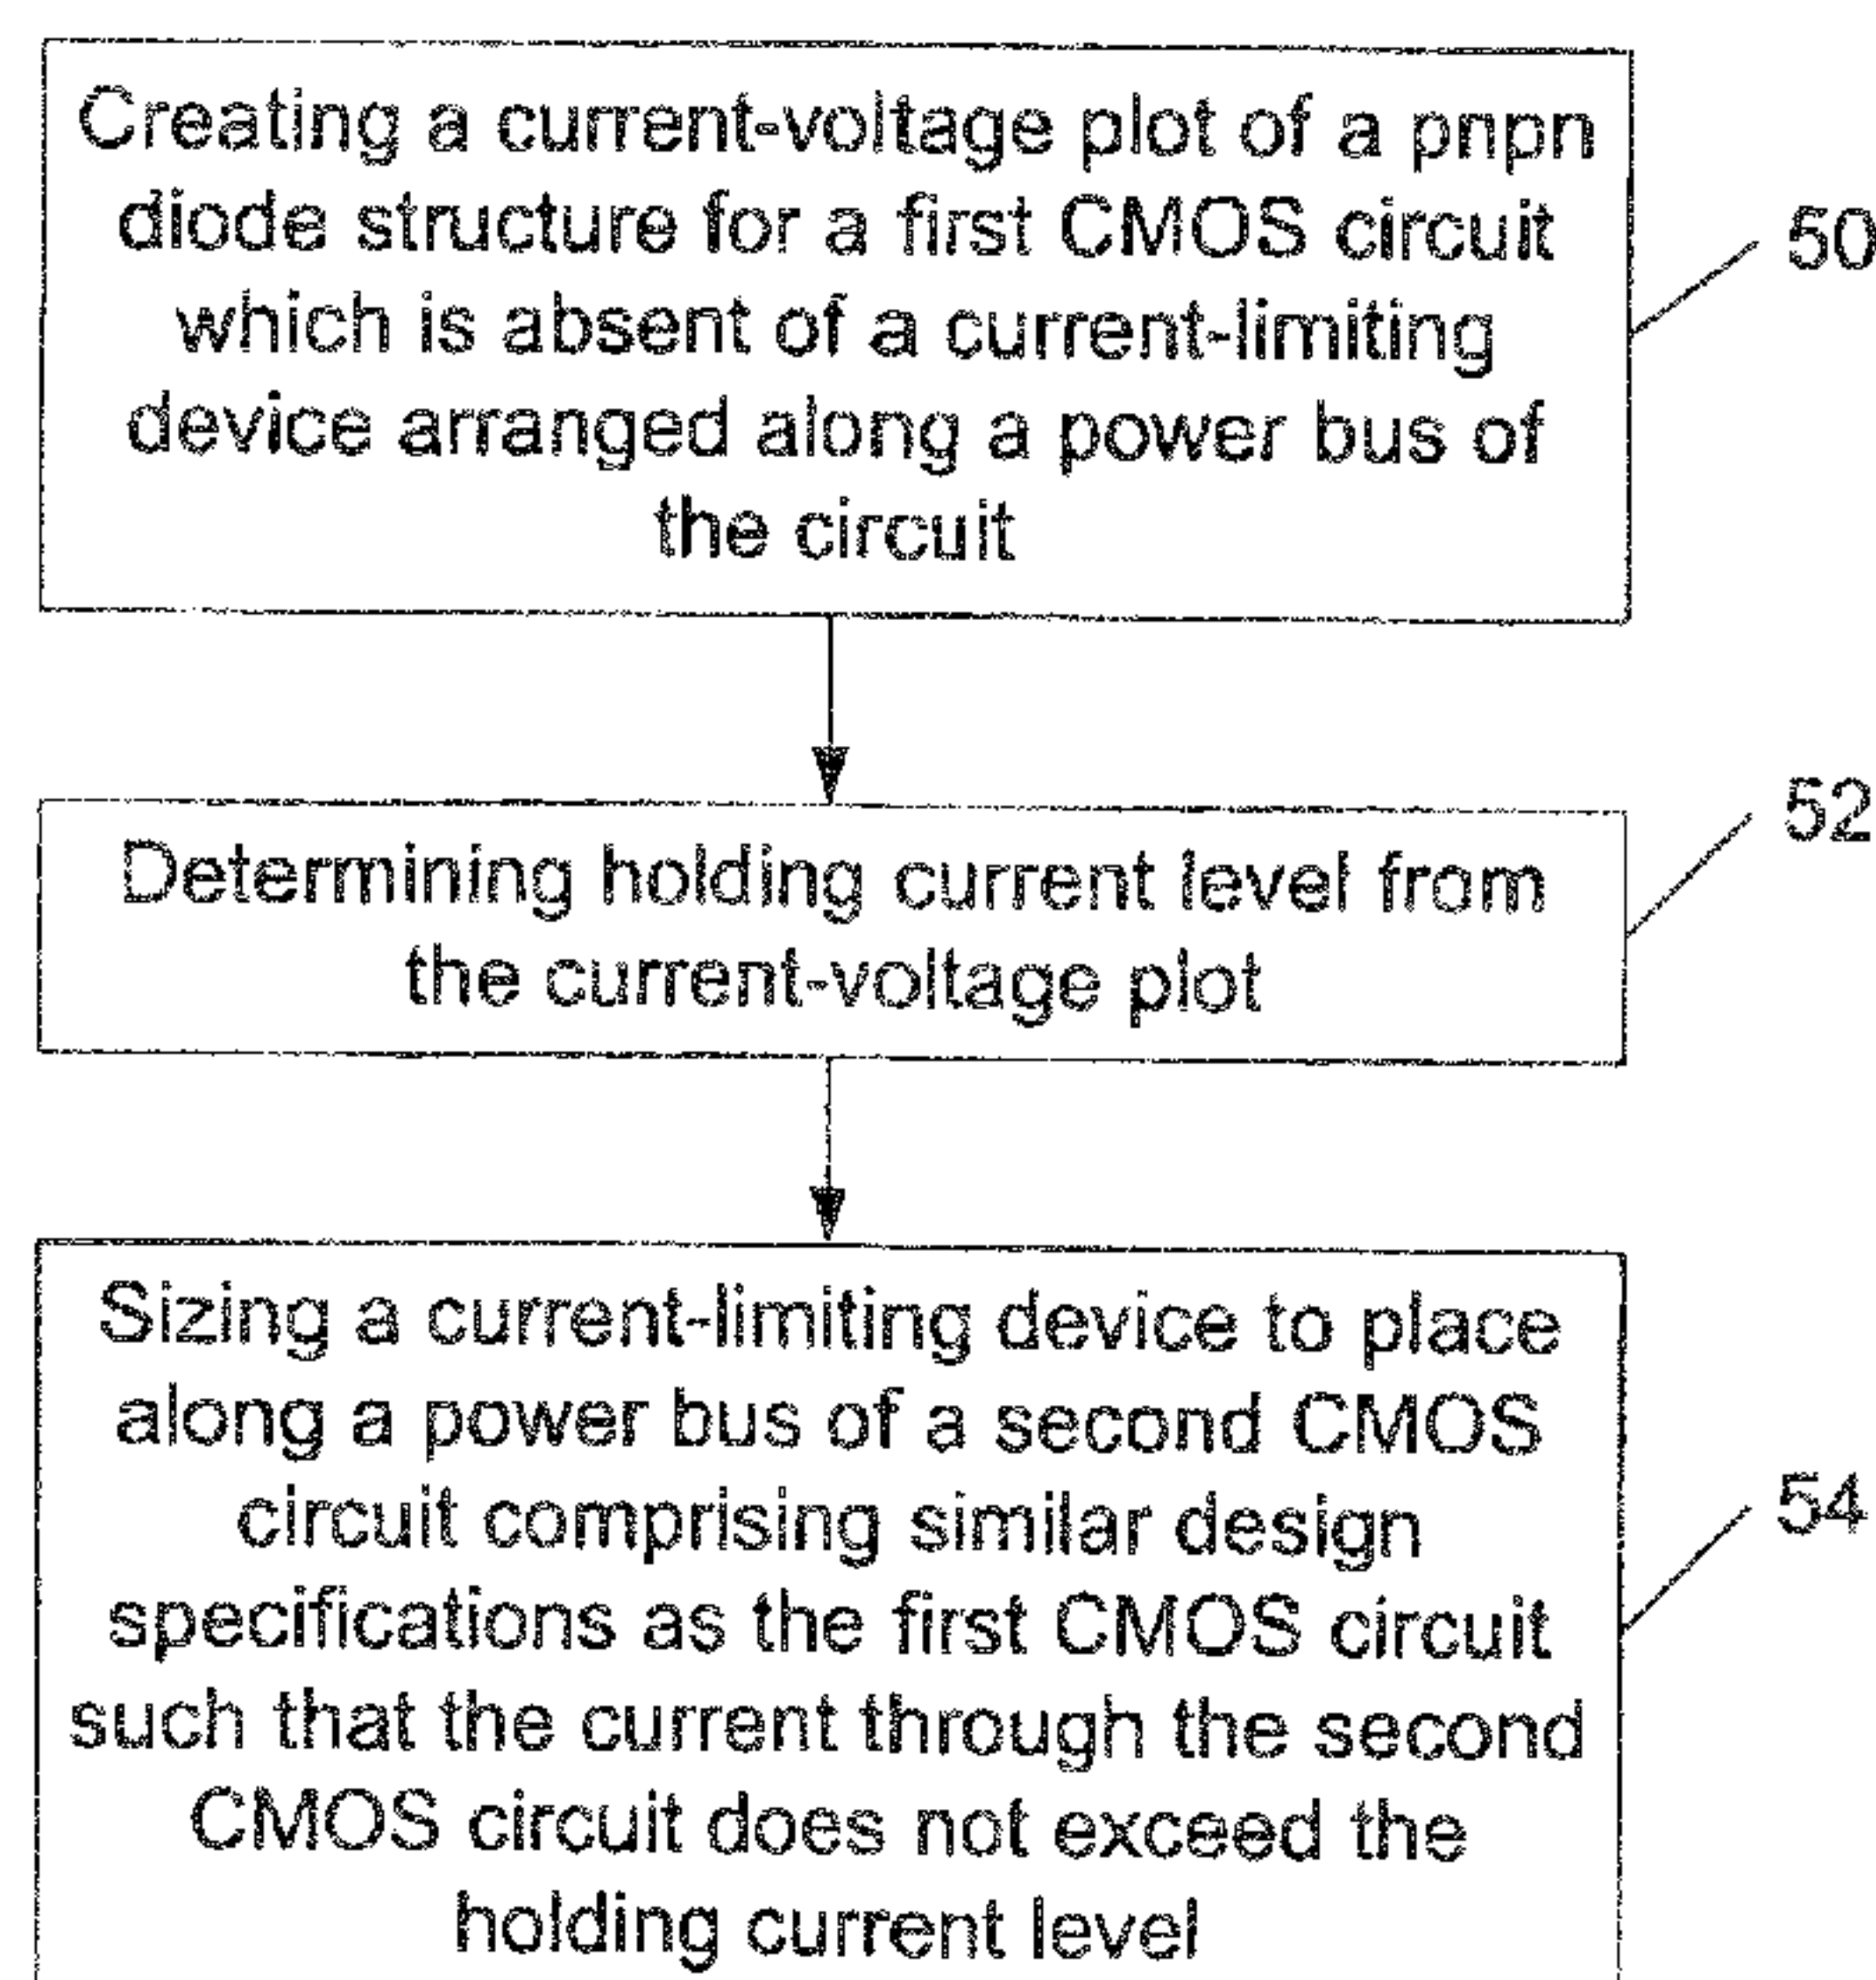 Creating a current-voltage plot of a pnpn
diode structure for a first CMOS circuit
which is absent of a current-limiting
device arranged along a power bus of
the circuit
50
Determining holding current level from
the current-voltage plot
52
Sizing a current-limiting device to place
along a power bus of a second CMOS
circuit comprising similar design
specifications as the first CMOS circuit
such that the current through the second
CMOS circuit does not exceed the
holding current level
54